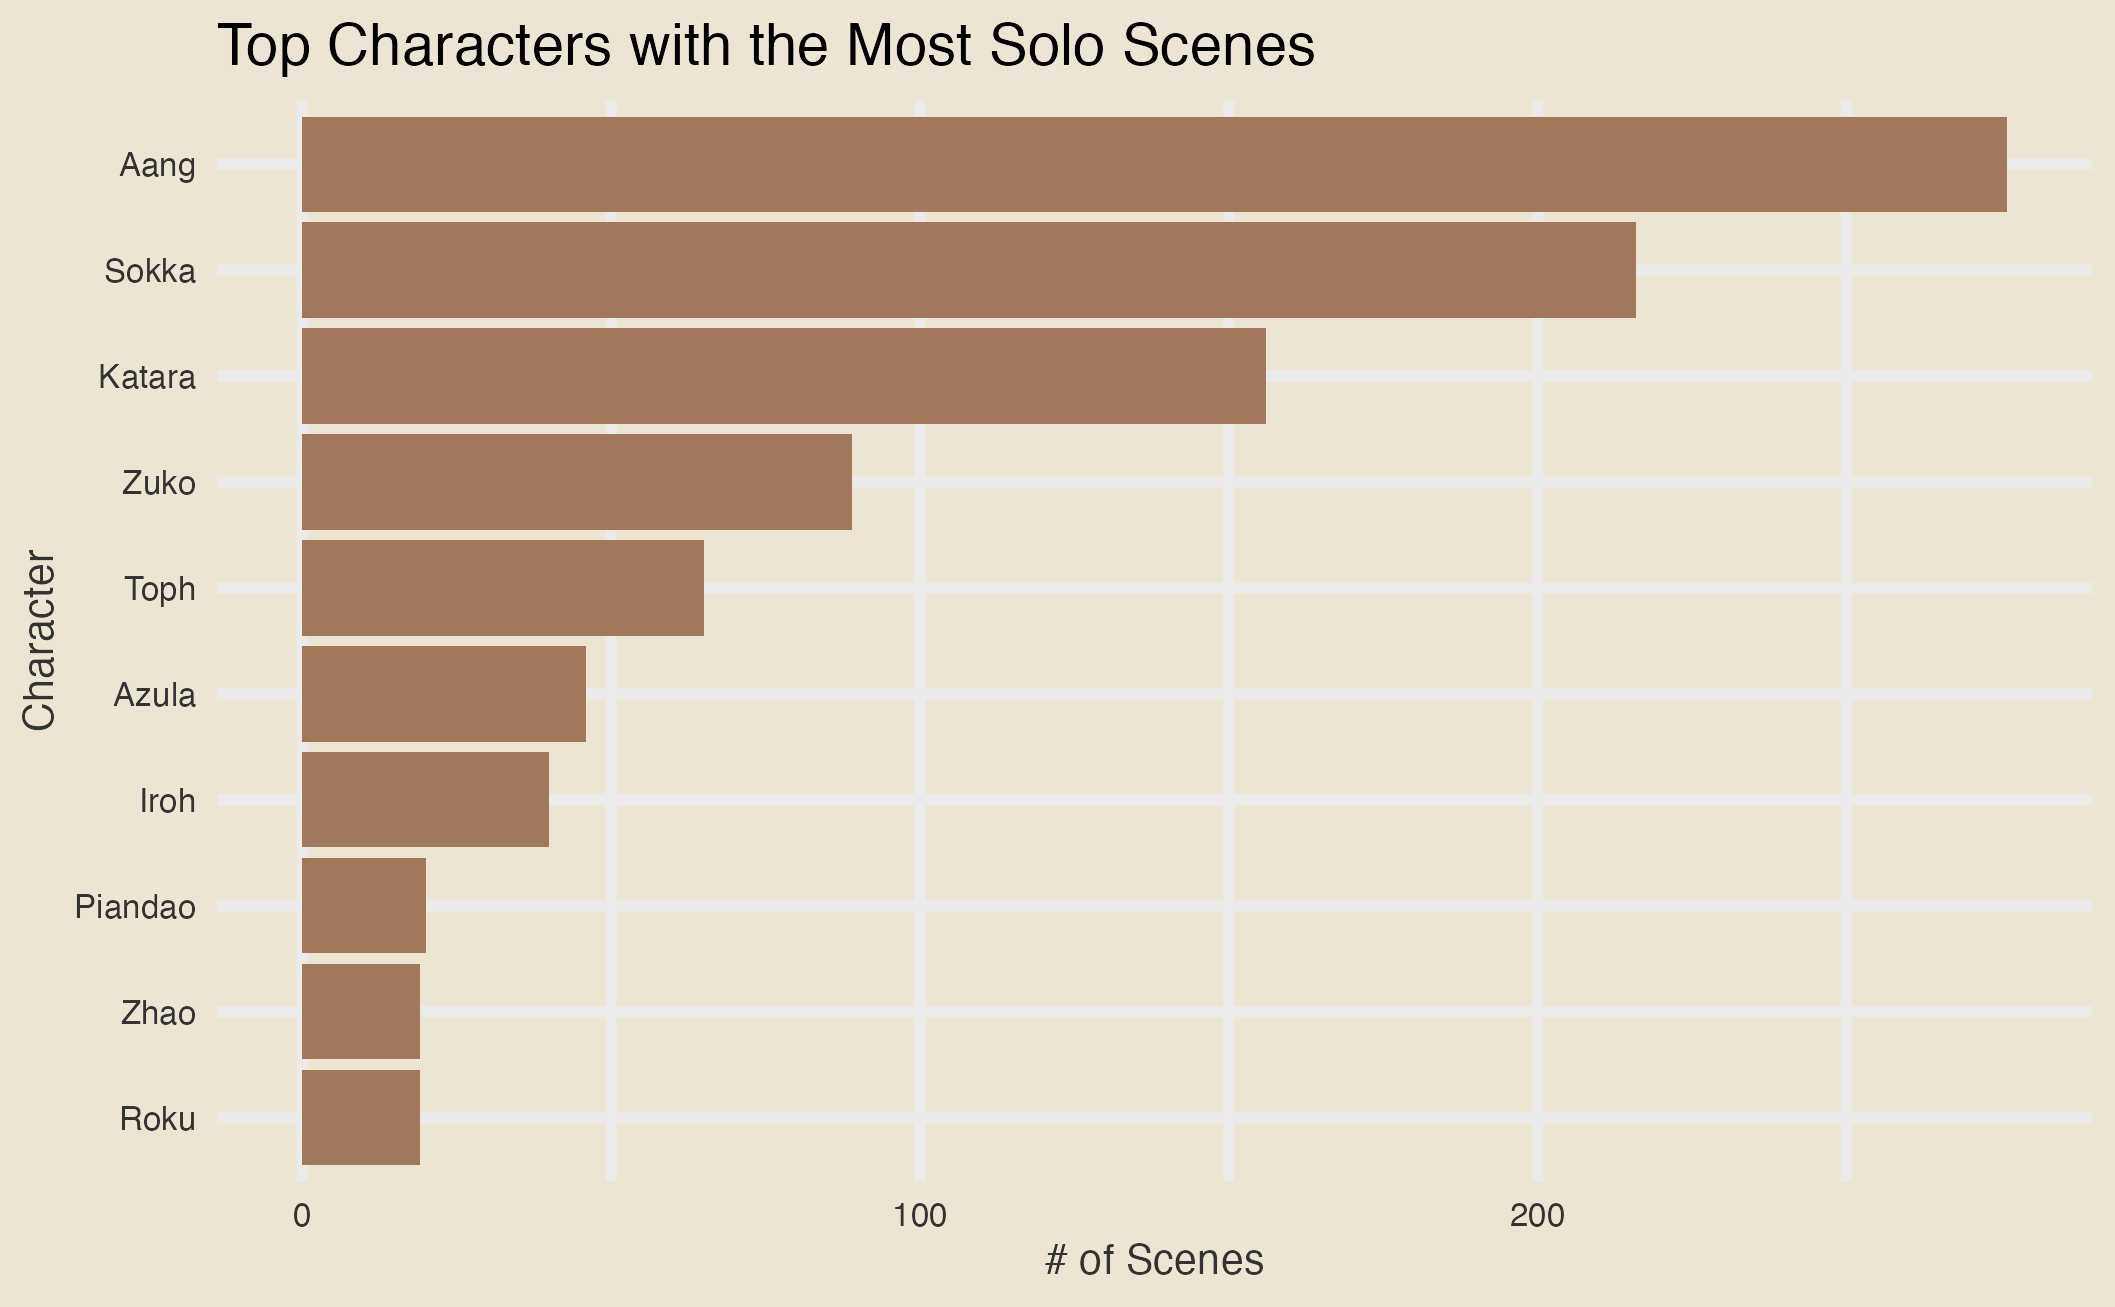 Top Characters with the Most Solo Scenes
Character
Aang
Sokka
Katara
Zuko
Toph
Azula
Iroh
Piandao
Zhao
Roku
0 100 200
# of Scenes